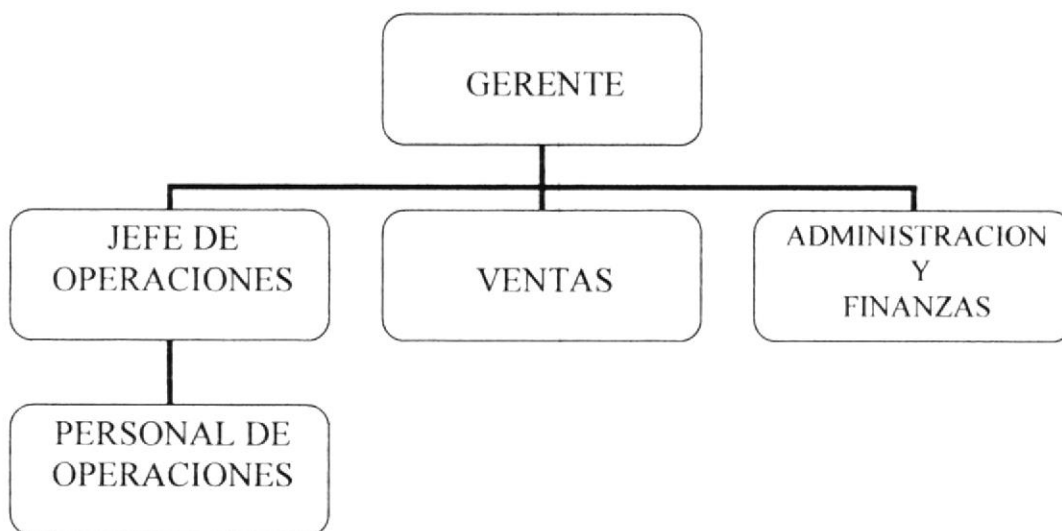 GERENTE
JEFE DE
OPERACIONES
VENTAS
ADMINISTRACION
Y
FINANZAS
PERSONAL DE
OPERACIONES